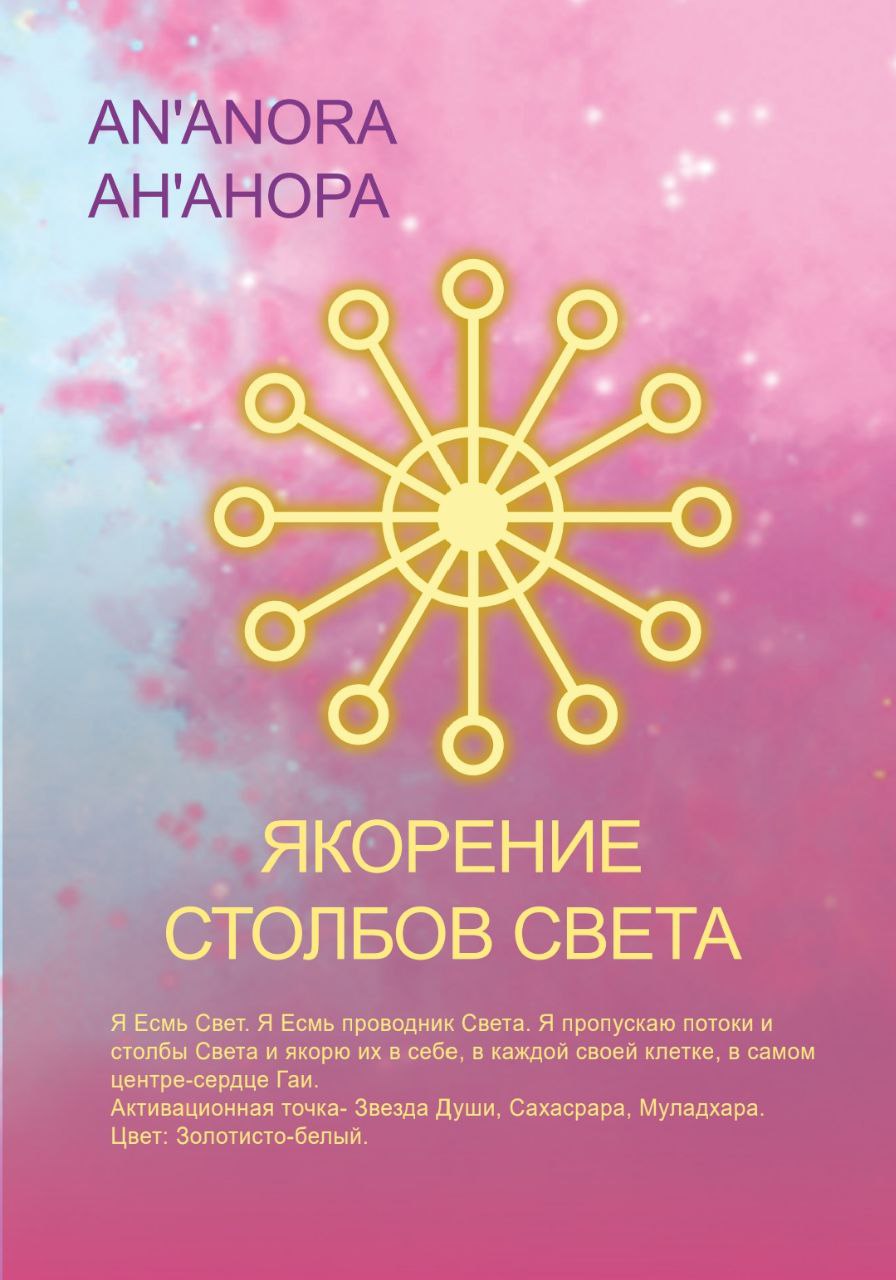 AN'ANORA
АН'АНОРА
ЯКОРЕНИЕ
СТОЛБОВ СВЕТА
Я Есмь Свет. Я Есмь проводник Света. Я пропускаю потоки и
столбы Света и якорю их в себе, в каждой своей клетке, в самом
центре-сердце Гаи.
Активационная точка- Звезда Души, Сахасрара, Муладхара.
Цвет: Золотисто-белый.